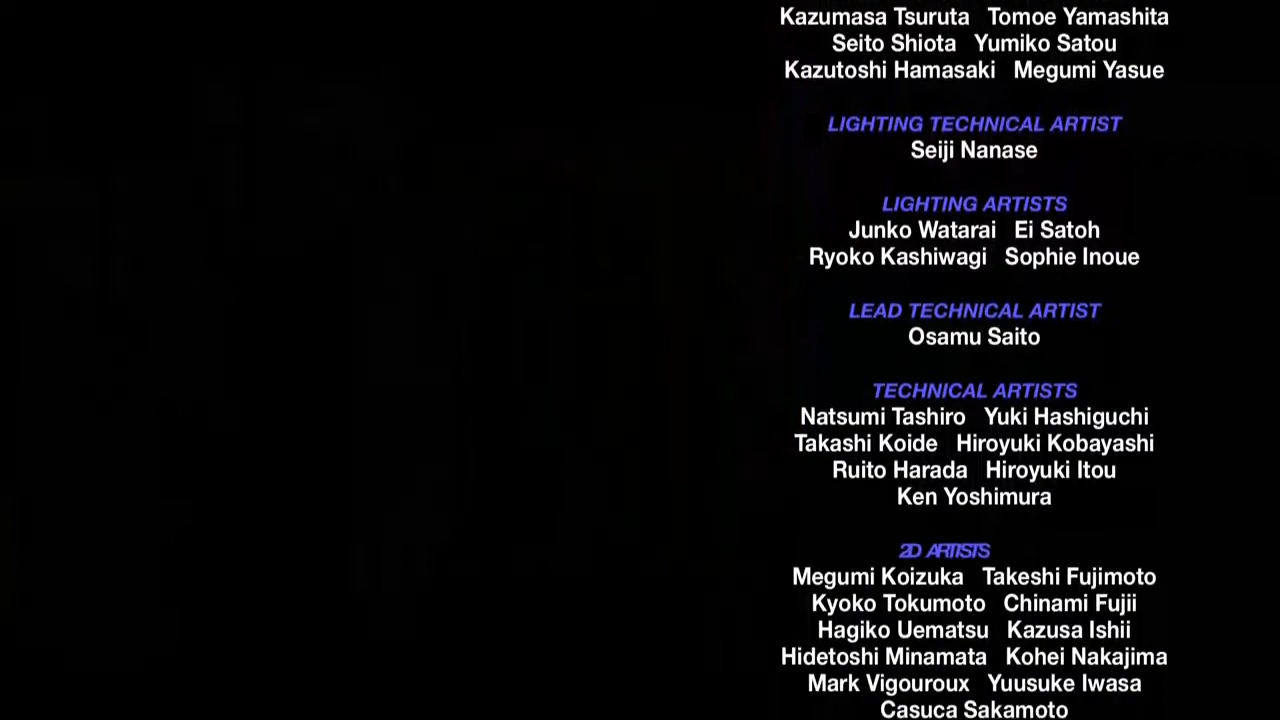 Kazumasa Tsuruta Tomoe Yamashita
Seito Shiota Yumiko Satou
Kazutoshi Hamasaki Megumi Yasue
LIGHTING TECHNICAL ARTIST
Seiji Nanase
LIGHTING ARTISTS
Junko Watarai Ei Satoh
Ryoko Kashiwagi Sophie Inoue
LEAD TECHNICAL ARTIST
Osamu Saito
TECHNICAL ARTISTS
Natsumi Tashiro Yuki Hashiguchi
Takashi Koide Hiroyuki Kobayashi
Ruito Harada Hiroyuki Itou
Ken Yoshimura
2D ARTISTS
Megumi Koizuka Takeshi Fujimoto
Kyoko Tokumoto Chinami Fujii
Hagiko Uematsu Kazusa Ishii
Hidetoshi Minamata Kohei Nakajima
Mark Vigouroux Yuusuke Iwasa
Casuca Sakamoto